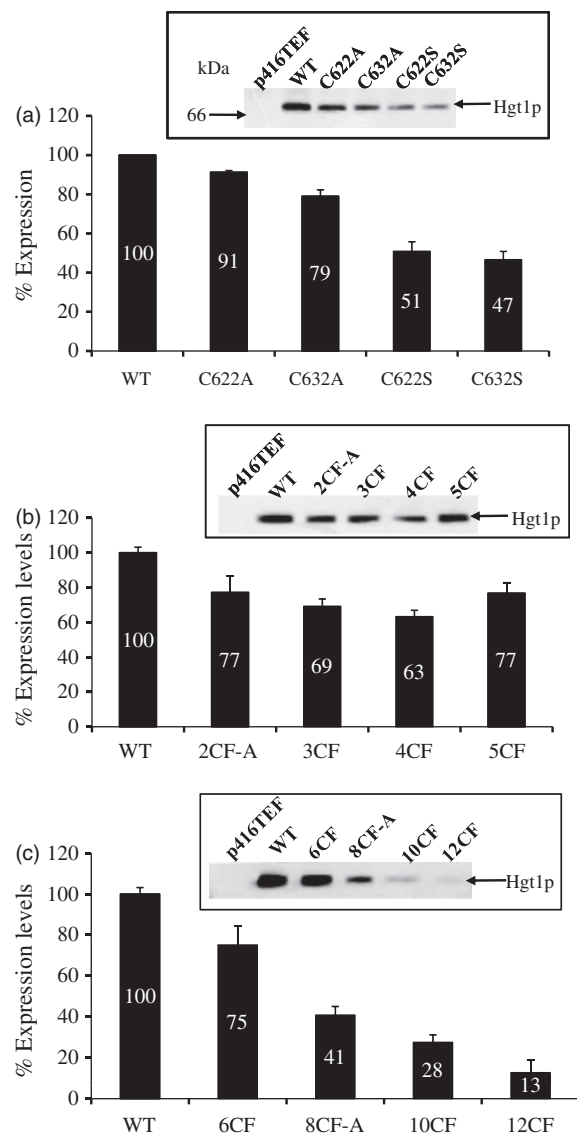 p416TEF WT C622A C632A C622S C632S
kDa
66
Hgt1p
(a)
120
100
80
60
40
20
0
% Expression
100 91 79 51 47
WT C622A C632A C622S C632S
p416TEF WT 2CF-A 3CF 4CF 5CF
Hgt1p
(b)
120
100
80
60
40
20
0
% Expression levels
100 77 69 63 77
WT 2CF-A 3CF 4CF 5CF
p416TEF WT 6CF 8CF-A 10CF 12CF
Hgt1p
(c)
120
100
80
60
40
20
0
% Expression levels
100 75 41 28 13
WT 6CF 8CF-A 10CF 12CF